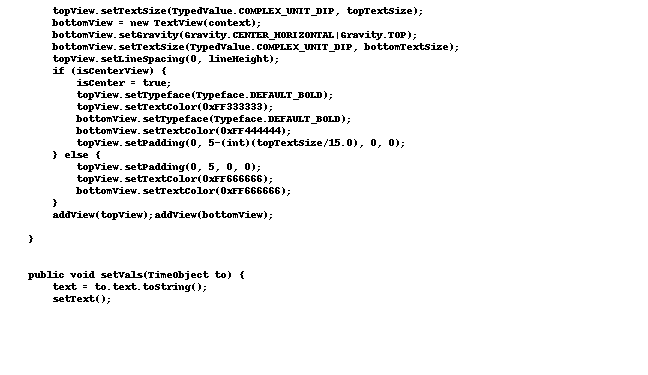 topView.setTextSize(TypedValue.COMPLEX_UNIT_DIP, topTextSize);
bottomView = new TextView(context);
bottomView.setGravity(Gravity.CENTER_HORIZONTAL|Gravity.TOP);
bottomView.setTextSize(TypedValue.COMPLEX_UNIT_DIP, bottomTextSize);
topView.setLineSpacing(0, lineHeight);
if (isCenterView) {
isCenter = true;
topView.setTypeface(Typeface.DEFAULT_BOLD);
topView.setTextColor(0xFF333333);
bottomView.setTypeface(Typeface.DEFAULT_BOLD);
bottomView.setTextColor(0xFF444444);
topView.setPadding(0, 5-(int)(topTextSize/15.0), 0, 0);
} else {
topView.setPadding(0, 5, 0, 0);
topView.setTextColor(0xFF666666);
bottomView.setTextColor(0xFF666666);
}
addView(topView);addView(bottomView);
}
public void setVals(TimeObject to) {
text = to.text.toString();
setText();